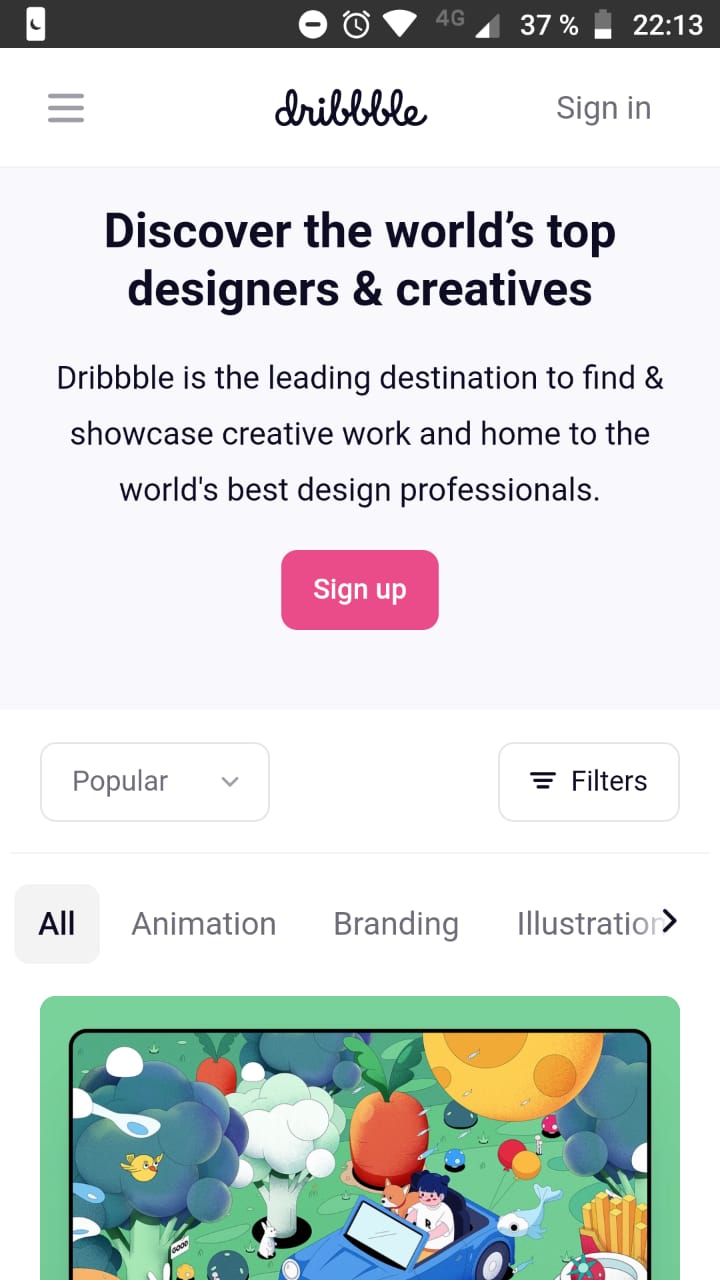 4G 37 % 22:13
dribbble Sign in
Discover the world’s top
designers & creatives
Dribbble is the leading destination to find &
showcase creative work and home to the
world's best design professionals.
Sign up
Popular Filters
All Animation Branding Illustration
GOOD
R